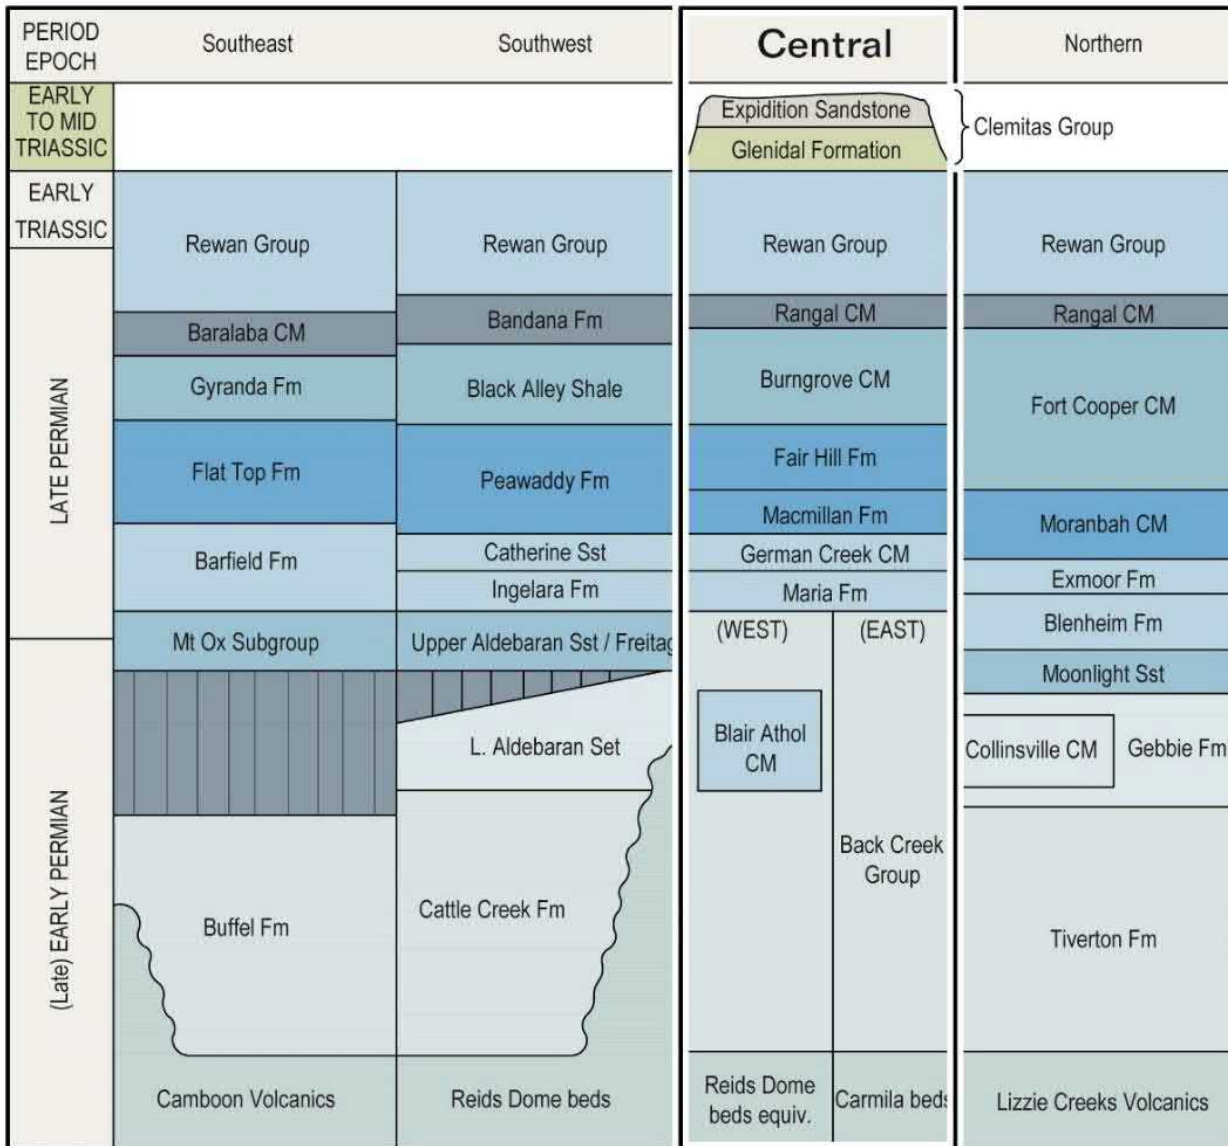 PERIOD
EPOCH
Southeast
Southwest
Central
Northern
EARLY
TO MID
TRIASSIC
Expidition Sandstone
Glenidal Formation
Clemitas Group
EARLY
TRIASSIC
Rewan Group
Rewan Group
Rewan Group
Rewan Group
LATE PERMIAN
Baralaba CM
Bandana Fm
Rangal CM
Rangal CM
Gyranda Fm
Black Alley Shale
Burngrove CM
Fort Cooper CM
Flat Top Fm
Peawaddy Fm
Fair Hill Fm
Macmillan Fm
Moranbah CM
Barfield Fm
Catherine Sst
German Creek CM
Exmoor Fm
Ingelara Fm
Maria Fm
Blenheim Fm
Mt Ox Subgroup
Upper Aldebaran Sst / Freitag
(WEST)
(EAST)
Moonlight Sst
(Late) EARLY PERMIAN
L. Aldebaran Set
Blair Athol
CM
Collinsville CM
Gebbie Fm
Back Creek
Group
Buffel Fm
Cattle Creek Fm
Tiverton Fm
Camboon Volcanics
Reids Dome beds
Reids Dome
beds equiv.
Carmila beds
Lizzie Creeks Volcanics